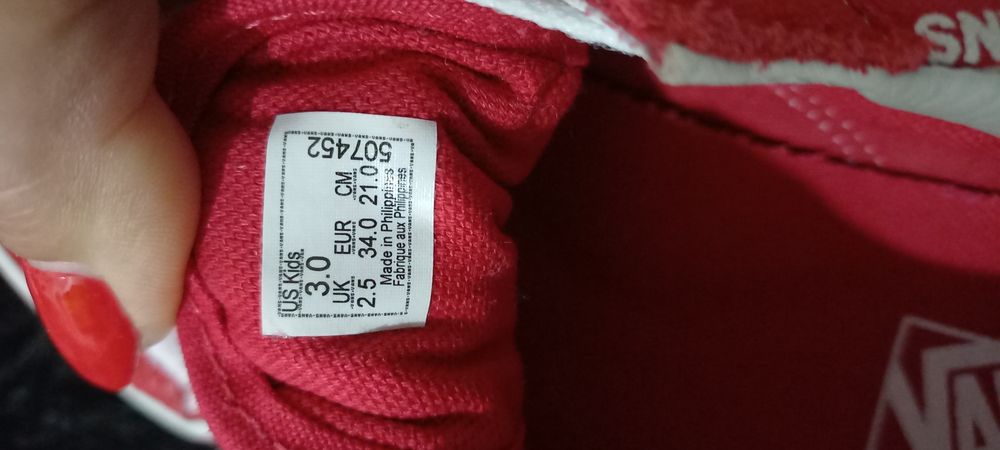 US Kids
3.0
UK EUR CM
2.5 34.0 21.0
Made in Philippines
Fabrique aux Philippines
507452